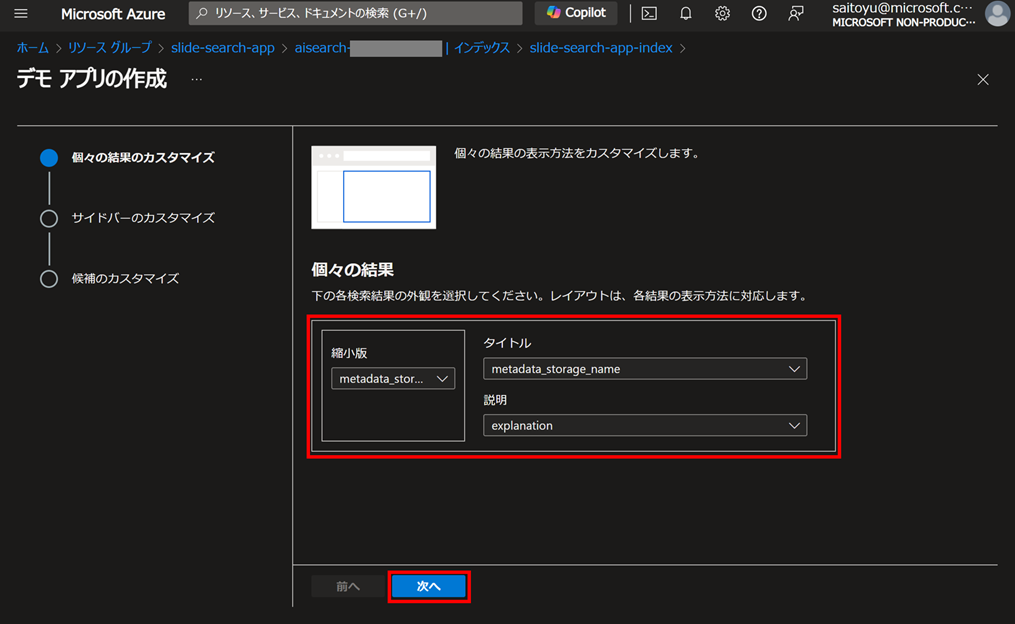 Microsoft Azure
リソース、サービス、ドキュメントの検索 (G+/)
Copilot
saitoyu@microsoft.c…
MICROSOFT NON-PRODUC…
ホーム > リソース グループ > slide-search-app > aisearch- | インデックス > slide-search-app-index >
デモ アプリの作成 …
個々の結果のカスタマイズ
サイドバーのカスタマイズ
候補のカスタマイズ
個々の結果の表示方法をカスタマイズします。
個々の結果
下の各検索結果の外観を選択してください。レイアウトは、各結果の表示方法に対応します。
縮小版
metadata_stor...
タイトル
metadata_storage_name
説明
explanation
前へ
次へ